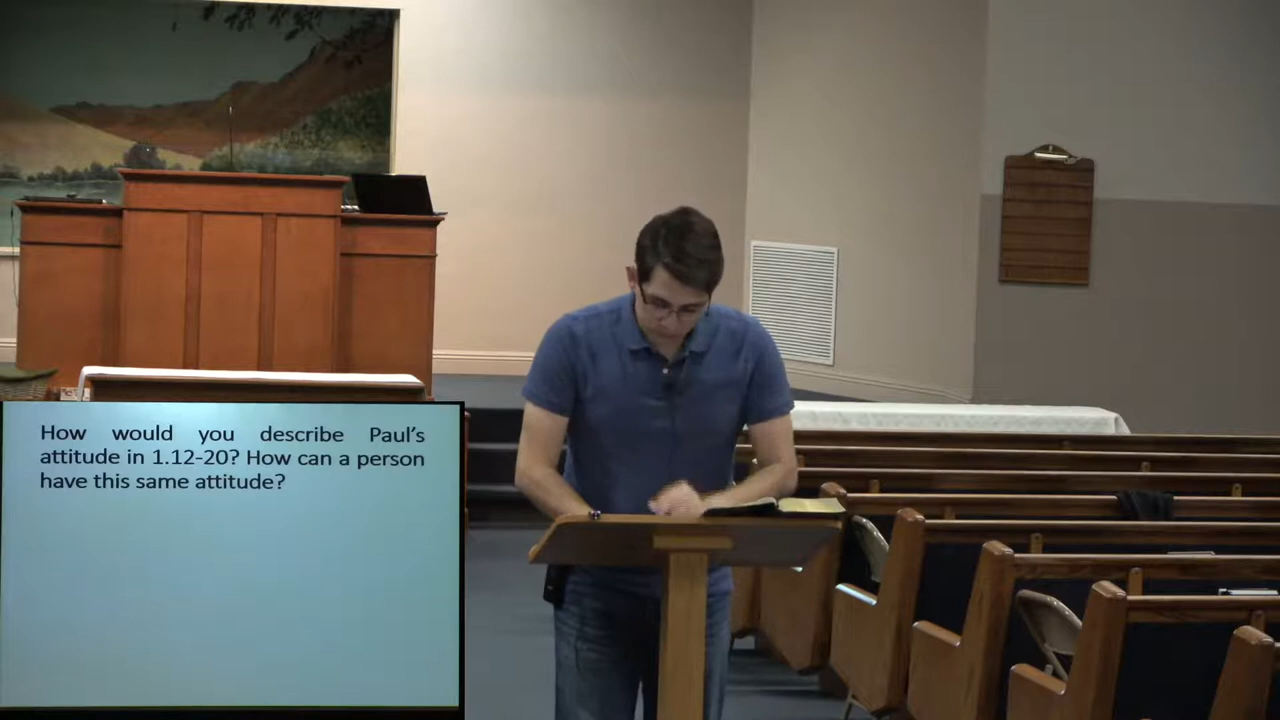 How would you describe Paul's
attitude in 1.12-20? How can a person
have this same attitude?